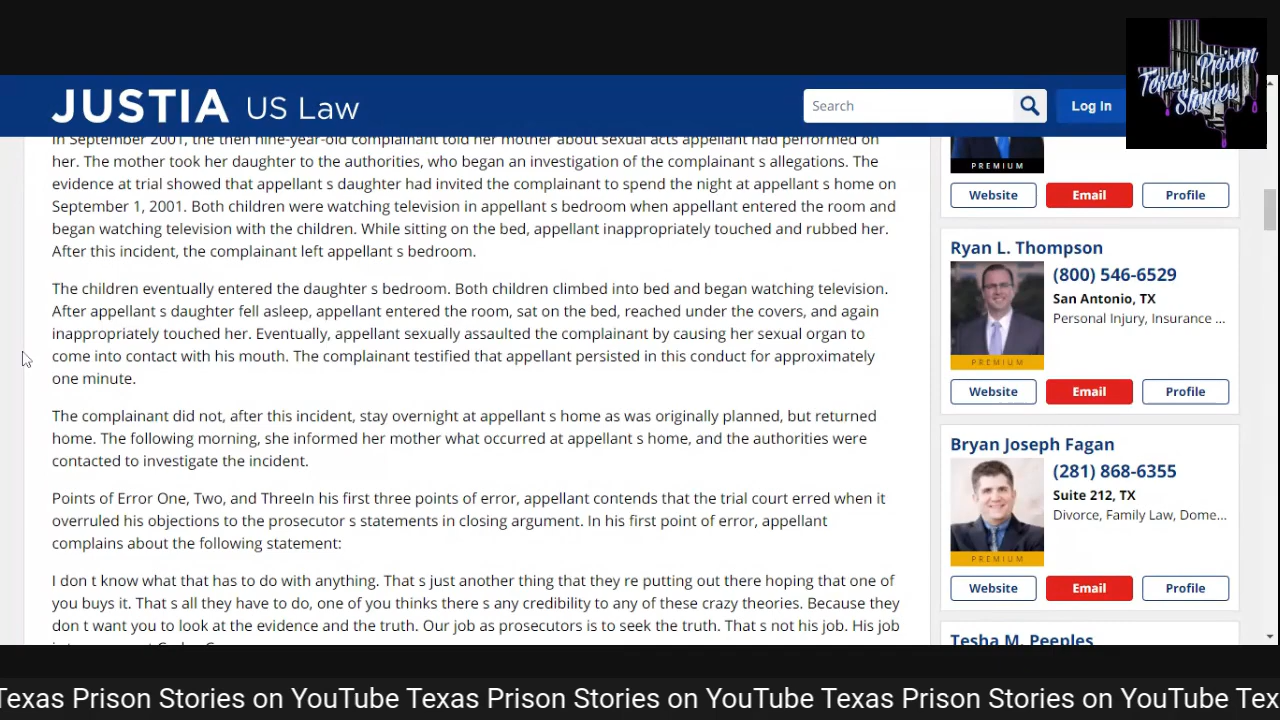 Texas Prison
Stories
JUSTIA US Law
Search
Log In
In September 2001, the then nine-year-old complainant told her mother about sexual acts appellant had performed on
her. The mother took her daughter to the authorities, who began an investigation of the complainant s allegations. The
evidence at trial showed that appellant s daughter had invited the complainant to spend the night at appellant s home on
September 1, 2001. Both children were watching television in appellant s bedroom when appellant entered the room and
began watching television with the children. While sitting on the bed, appellant inappropriately touched and rubbed her.
After this incident, the complainant left appellant s bedroom.
The children eventually entered the daughter s bedroom. Both children climbed into bed and began watching television.
After appellant s daughter fell asleep, appellant entered the room, sat on the bed, reached under the covers, and again
inappropriately touched her. Eventually, appellant sexually assaulted the complainant by causing her sexual organ to
come into contact with his mouth. The complainant testified that appellant persisted in this conduct for approximately
one minute.
The complainant did not, after this incident, stay overnight at appellant s home as was originally planned, but returned
home. The following morning, she informed her mother what occurred at appellant s home, and the authorities were
contacted to investigate the incident.
Points of Error One, Two, and ThreeIn his first three points of error, appellant contends that the trial court erred when it
overruled his objections to the prosecutor s statements in closing argument. In his first point of error, appellant
complains about the following statement:
I don t know what that has to do with anything. That s just another thing that they re putting out there hoping that one of
you buys it. That s all they have to do, one of you thinks there s any credibility to any of these crazy theories. Because they
don t want you to look at the evidence and the truth. Our job as prosecutors is to seek the truth. That s not his job. His job
PREMIUM
Website Email Profile
Ryan L. Thompson
(800) 546-6529
San Antonio, TX
Personal Injury, Insurance ...
PREMIUM
Website Email Profile
Bryan Joseph Fagan
(281) 868-6355
Suite 212, TX
Divorce, Family Law, Dome...
PREMIUM
Website Email Profile
Tesha M. Peeples
Texas Prison Stories on YouTube Texas Prison Stories on YouTube Texas Prison Stories on YouTube Tex